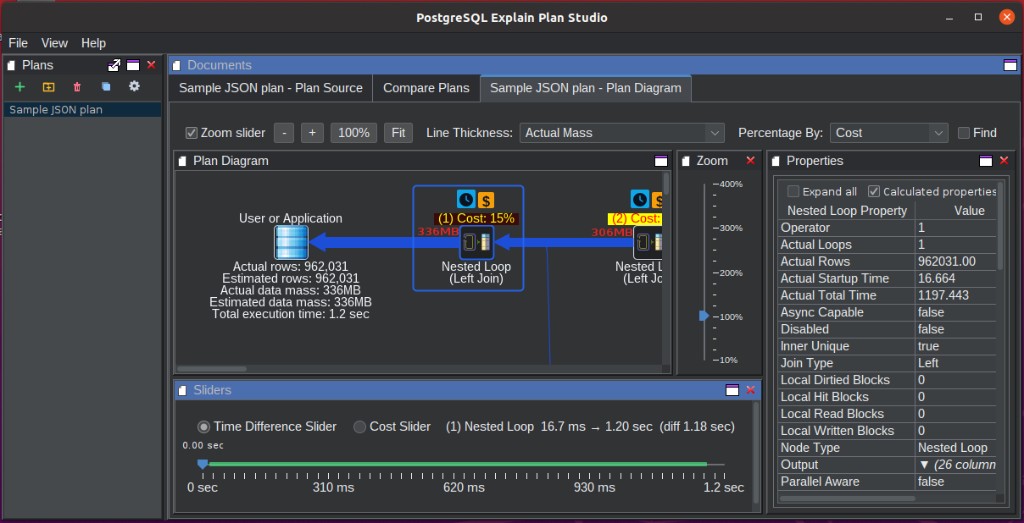 PostgreSQL Explain Plan Studio
File View Help
Plans
Sample JSON plan
Documents
Sample JSON plan - Plan Source
Compare Plans
Sample JSON plan - Plan Diagram
Zoom slider
-
+
100%
Fit
Line Thickness:
Actual Mass
Percentage By:
Cost
Find
Plan Diagram
User or Application
Actual rows: 962,031
Estimated rows: 962,031
Actual data mass: 336MB
Estimated data mass: 336MB
Total execution time: 1.2 sec
(1) Cost: 15%
336MB
Nested Loop
(Left Join)
(2) Cost:
306MB
Nested L
(Left Jo
Zoom
400%
300%
200%
100%
10%
Properties
Expand all
Calculated properties
Nested Loop Property Value
Operator 1
Actual Loops 1
Actual Rows 962031.00
Actual Startup Time 16.664
Actual Total Time 1197.443
Async Capable false
Disabled false
Inner Unique true
Join Type Left
Local Dirtied Blocks 0
Local Hit Blocks 0
Local Read Blocks 0
Local Written Blocks 0
Node Type Nested Loop
Output ▼ (26 column
Parallel Aware false
Sliders
Time Difference Slider
Cost Slider
(1) Nested Loop 16.7 ms → 1.20 sec (diff 1.18 sec)
0.00 sec
0 sec 310 ms 620 ms 930 ms 1.2 sec